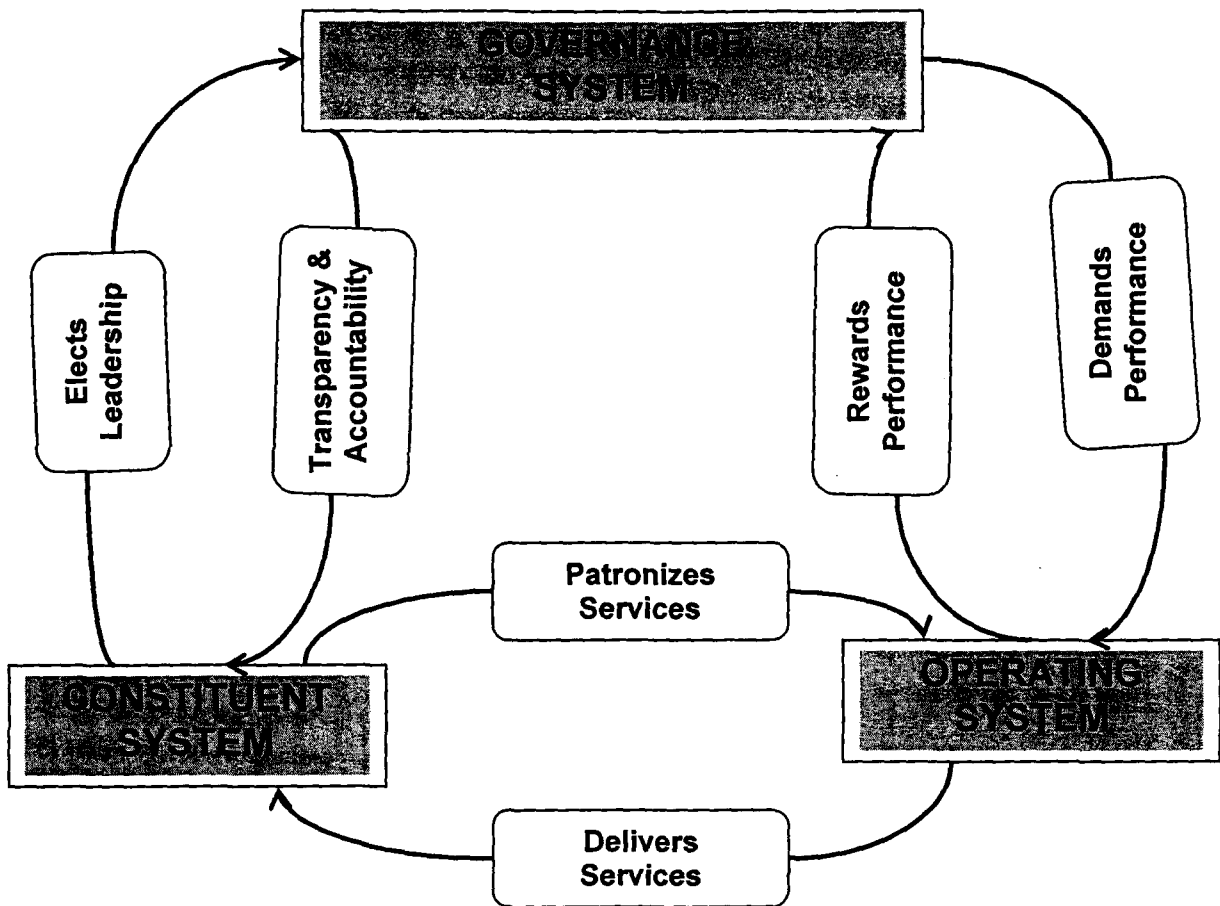 GOVERNANCE
SYSTEM
Elects
Leadership
Transparency &
Accountability
Rewards
Performance
Demands
Performance
Patronizes
Services
CONSTITUENT
SYSTEM
OPERATING
SYSTEM
Delivers
Services